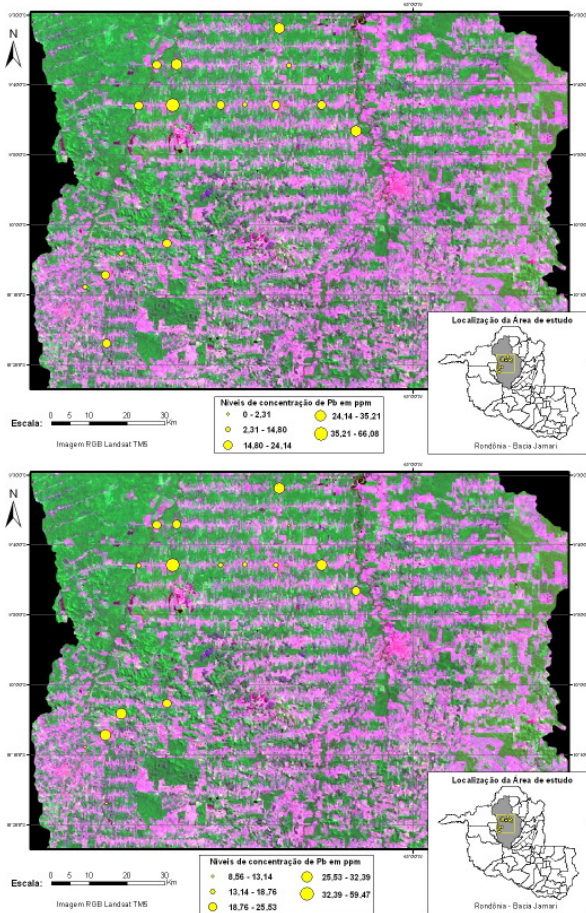 N
Localização da Área de estudo
Rondônia - Bacia Jamari
Níveis de concentração de Pb em ppm
0 - 2,31
2,31 - 14,80
14,80 - 24,14
24,14 - 35,21
35,21 - 66,08
Escala:
0 5 10 20 30
Km
Imagem RGB Landsat TM5
N
Localização da Área de estudo
Rondônia - Bacia Jamari
Níveis de concentração de Pb em ppm
8,56 - 13,14
13,14 - 18,76
18,76 - 25,53
25,53 - 32,39
32,39 - 59,47
Escala:
0 5 10 20 30
Km
Imagem RGB Landsat TM5